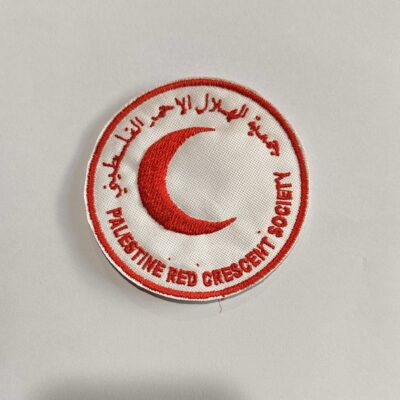 جمعية الهلال الاحمر الفلسطيني
PALESTINE RED CRESCENT SOCIETY